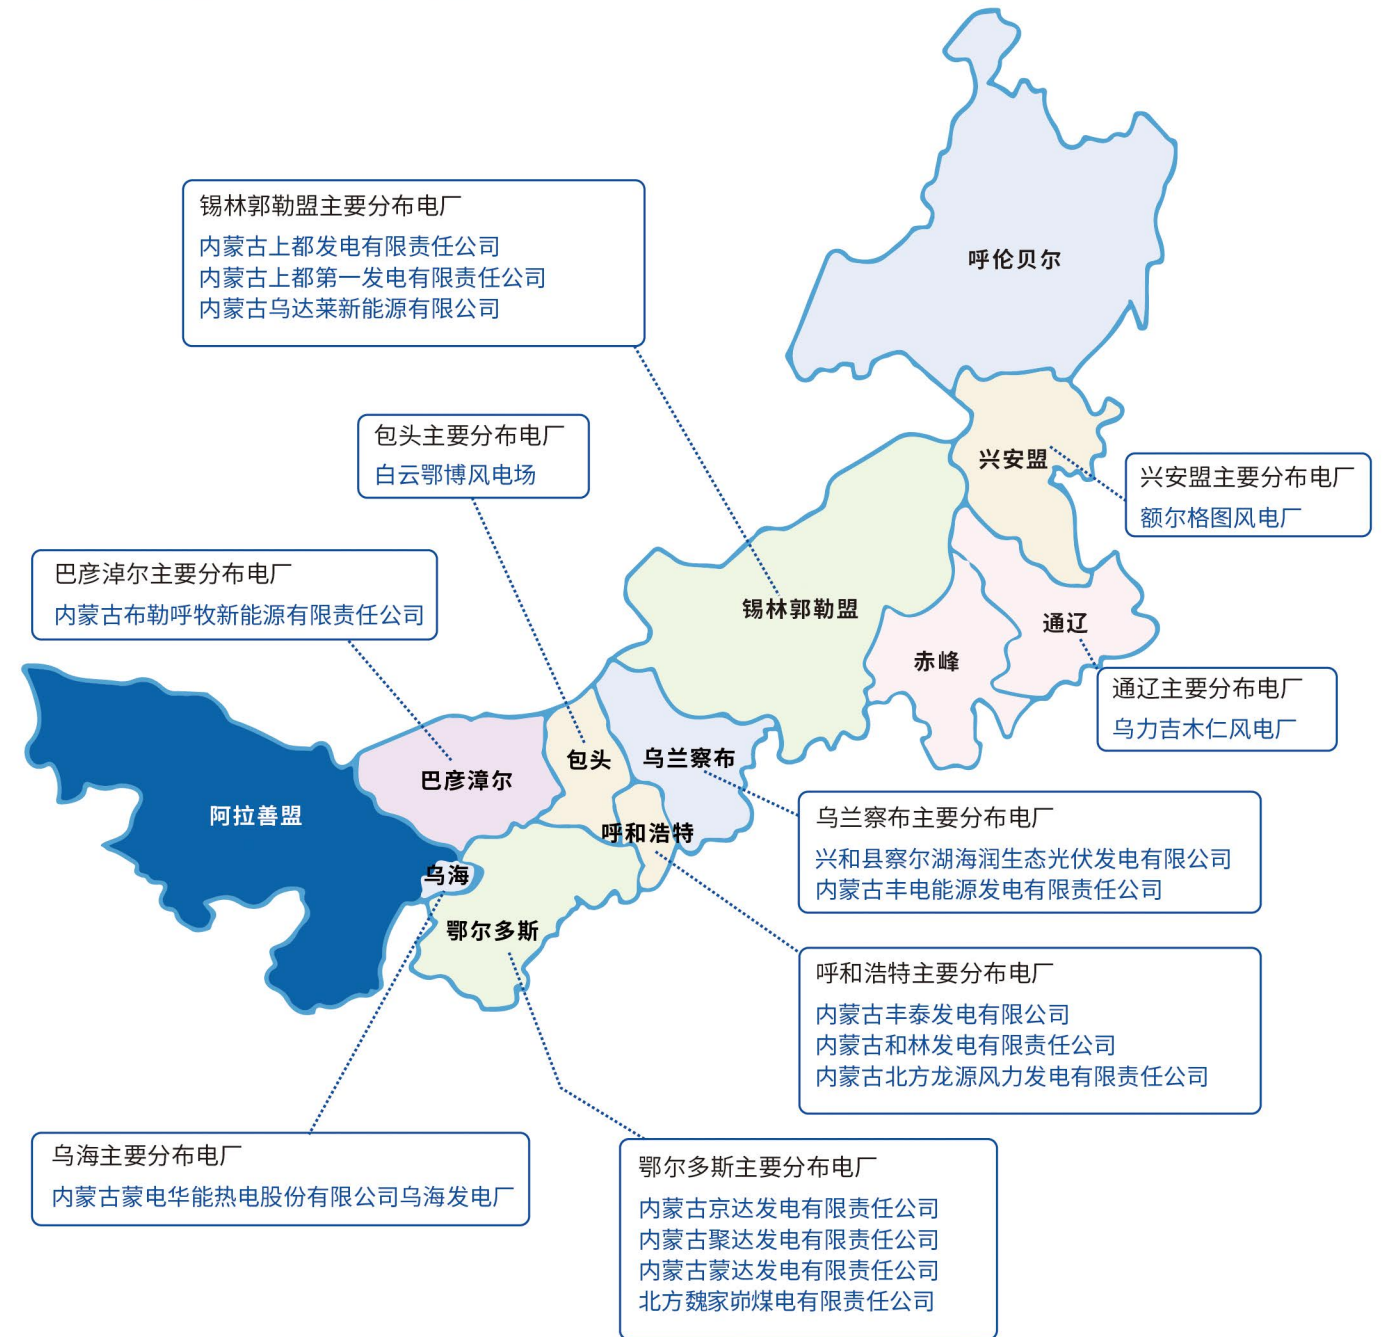 锡林郭勒盟主要分布电厂
内蒙古上都发电有限责任公司
内蒙古上都第一发电有限责任公司
内蒙古乌达莱新能源有限公司
呼伦贝尔
包头主要分布电厂
白云鄂博风电场
兴安盟
兴安盟主要分布电厂
额尔格图风电厂
巴彦淖尔主要分布电厂
内蒙古布勒呼牧新能源有限责任公司
锡林郭勒盟
通辽
赤峰
通辽主要分布电厂
乌力吉木仁风电厂
包头
乌兰察布
巴彦漳尔
阿拉善盟
呼和浩特
乌兰察布主要分布电厂
兴和县察尔湖海润生态光伏发电有限公司
内蒙古丰电能源发电有限责任公司
乌海
鄂尔多斯
呼和浩特主要分布电厂
内蒙古丰泰发电有限公司
内蒙古和林发电有限责任公司
内蒙古北方龙源风力发电有限责任公司
乌海主要分布电厂
内蒙古蒙电华能热电股份有限公司乌海发电厂
鄂尔多斯主要分布电厂
内蒙古京达发电有限责任公司
内蒙古聚达发电有限责任公司
内蒙古蒙达发电有限责任公司
北方魏家峁煤电有限责任公司